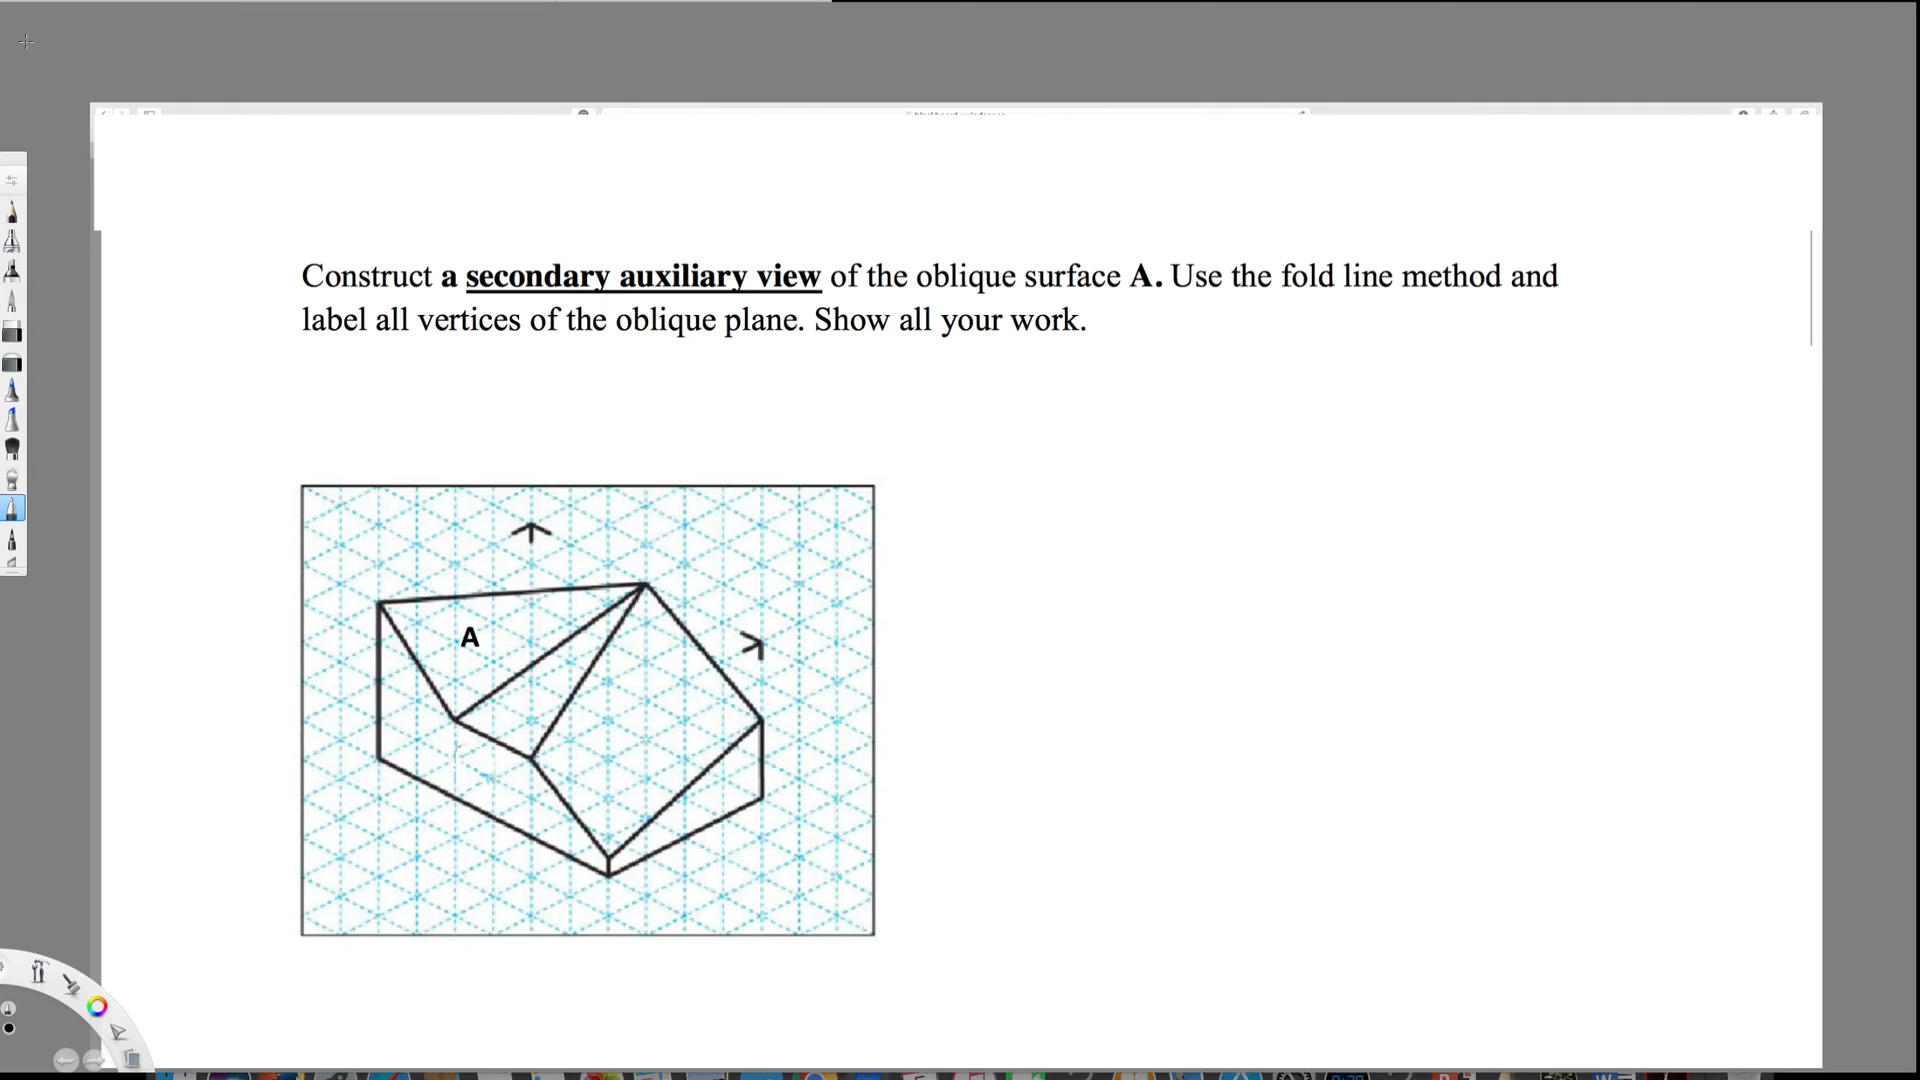 Construct a secondary auxiliary view of the oblique surface A. Use the fold line method and
label all vertices of the oblique plane. Show all your work.
A